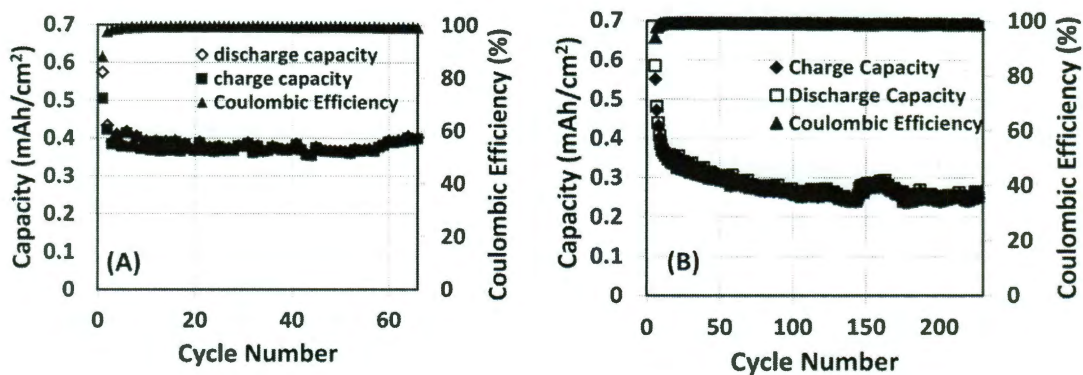 0.7
0.6
0.5
0.4
0.3
0.2
0.1
0
Capacity (mAh/cm²)
100
80
60
40
20
0
Coulombic Efficiency (%)
discharge capacity
charge capacity
Coulombic Efficiency
(A)
0 20 40 60
Cycle Number
0.7
0.6
0.5
0.4
0.3
0.2
0.1
0
Capacity (mAh/cm²)
100
80
60
40
20
0
Coulombic Efficiency (%)
Charge Capacity
Discharge Capacity
Coulombic Efficiency
(B)
0 50 100 150 200
Cycle Number